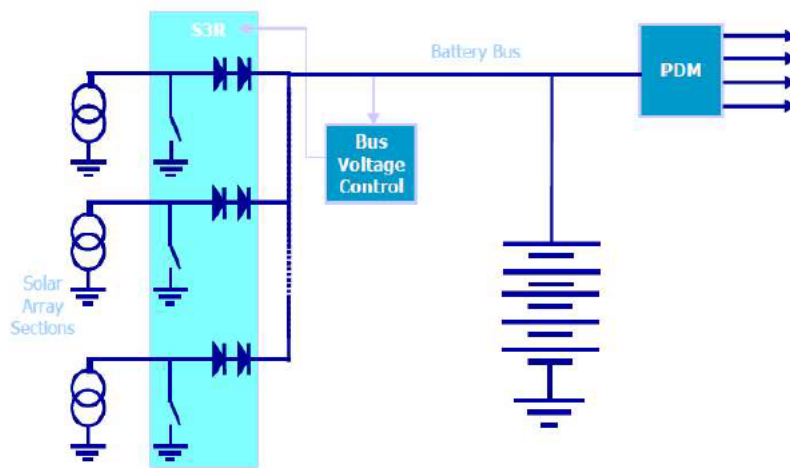 S3R
Battery Bus
PDM
Bus
Voltage
Control
Solar
Array
Sections